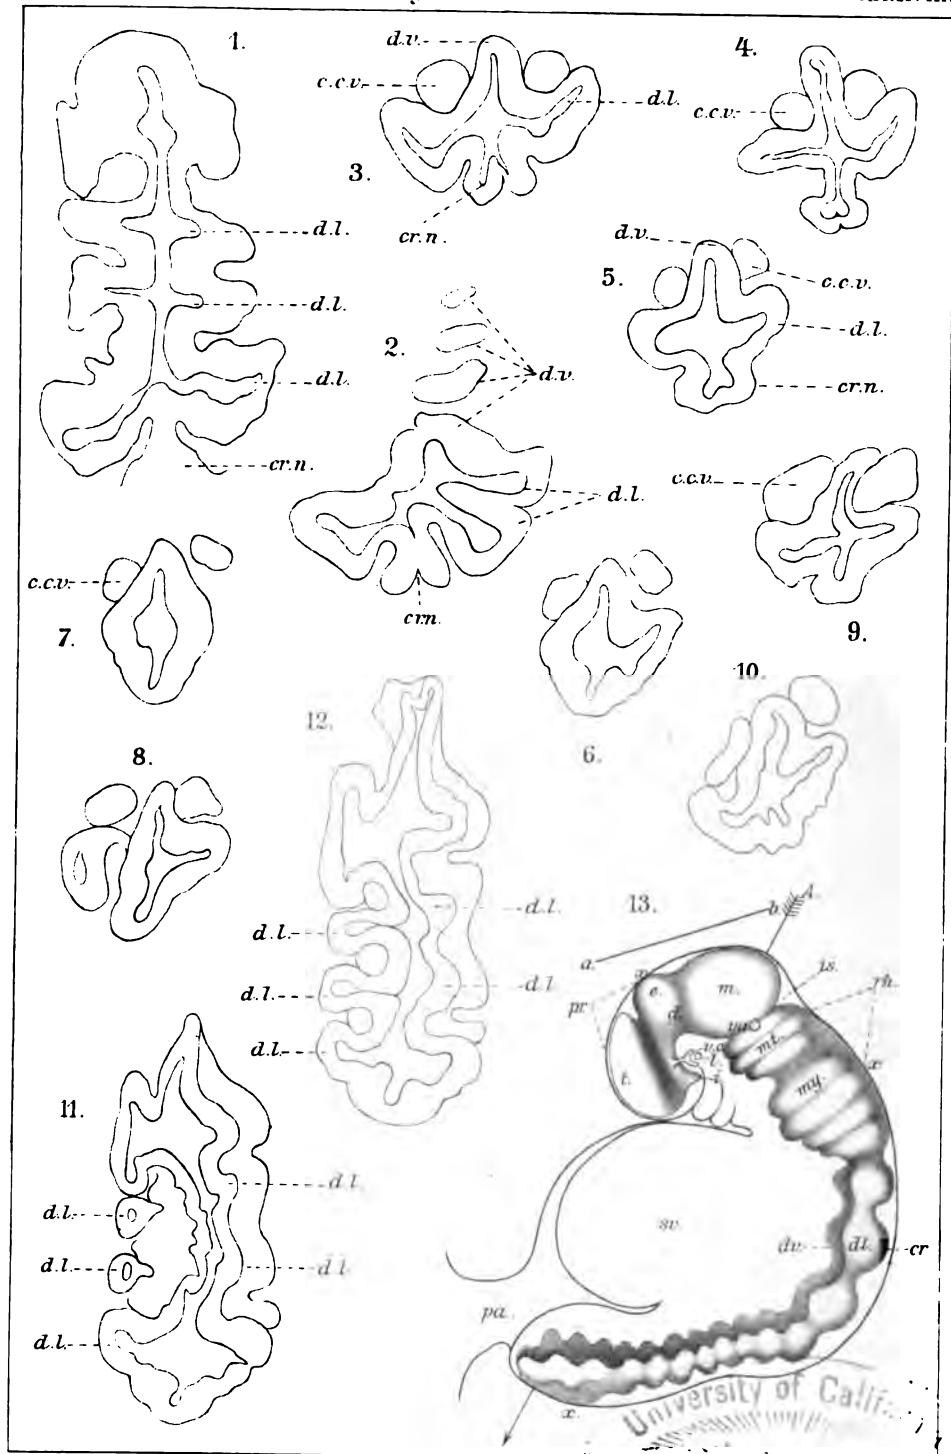 1.
d.v.
c.c.v.
d.l.
3.
cr.n.
4.
c.c.v.
d.l.
d.l.
d.l.
cr.n.
2.
d.v.
d.l.
cr.n.
d.v.
5.
c.c.v.
d.l.
cr.n.
c.c.v.
9.
7.
c.c.v.
6.
10.
8.
12.
d.l.
d.l.
d.l.
d.l.
d.l.
11.
d.l.
d.l.
d.l.
d.l.
d.l.
13.
A.
b.
a.
is.
rh.
pr.
e.
m.
d.
mt.
x.
t.
my.
sv.
dv.
dl.
cr
pa.
x.
University of Calif